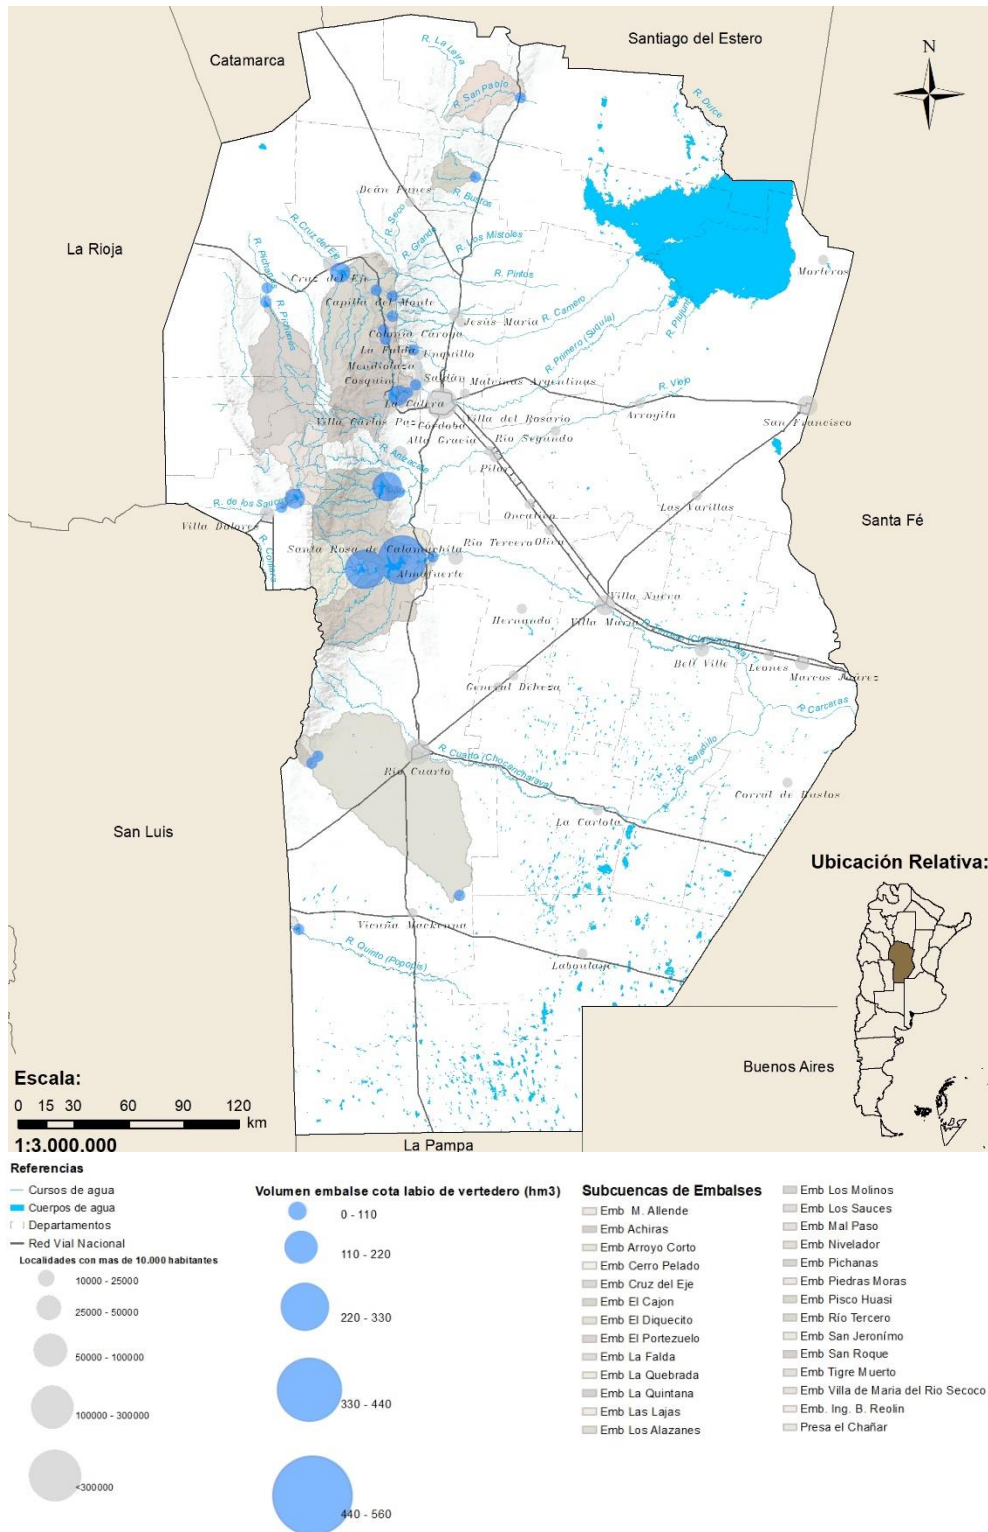 Santiago del Estero
Catamarca
N
R. La Leiya
R. San Pablo
R. Dulce
Deán Funes
R. Bustos
R. Seco
R. Grande
R. Cruz del Eje
R. Los Mistoles
La Rioja
R. Pichanas
R. Pichanas
Cruz del Eje
R. Pintos
Morteros
Capilla del Monte
Jesús María
R. Carnero
Colonia Caroya
R. Primero (Suquía)
La Falda
Unquillo
Mendiolaza
Cosquín
Saldán
Malvinas Argentinas
R. Viejo
La Calera
Arroyito
San Francisco
Villa Carlos Paz
Córdoba
Villa del Rosario
Alta Gracia
Río Segundo
R. Anizacate
Pilar
R. de los Sauces
Villa Dolores
Oncativo
Las Varillas
Santa Fé
Santa Rosa de Calamuchita
Río Tercero
Oliva
Almafuerte
Villa Nueva
Hernando
Villa María
Bell Ville
Leones
Marcos Juárez
General Deheza
R. Carcaras
R. Saladillo
R. Cuarto (Chocancharava)
Río Cuarto
Corral de Bustos
La Carlota
San Luis
Ubicación Relativa:
Vicuña Mackenna
R. Quinto (Popopis)
Laboulaye
Buenos Aires
Escala:
0 15 30 60 90 120
km
1:3.000.000
La Pampa
Referencias
Cursos de agua
Cuerpos de agua
Departamentos
Red Vial Nacional
Localidades con mas de 10.000 habitantes
10000 - 25000
25000 - 50000
50000 - 100000
100000 - 300000
<300000
Volumen embalse cota labio de vertedero (hm3)
0 - 110
110 - 220
220 - 330
330 - 440
440 - 560
Subcuencas de Embalses
Emb M. Allende
Emb Achiras
Emb Arroyo Corto
Emb Cerro Pelado
Emb Cruz del Eje
Emb El Cajon
Emb El Diquecito
Emb El Portezuelo
Emb La Falda
Emb La Quebrada
Emb La Quintana
Emb Las Lajas
Emb Los Alazanes
Emb Los Molinos
Emb Los Sauces
Emb Mal Paso
Emb Nivelador
Emb Pichanas
Emb Piedras Moras
Emb Pisco Huasi
Emb Río Tercero
Emb San Jeronímo
Emb San Roque
Emb Tigre Muerto
Emb Villa de Maria del Rio Secoco
Emb. Ing. B. Reolin
Presa el Chañar